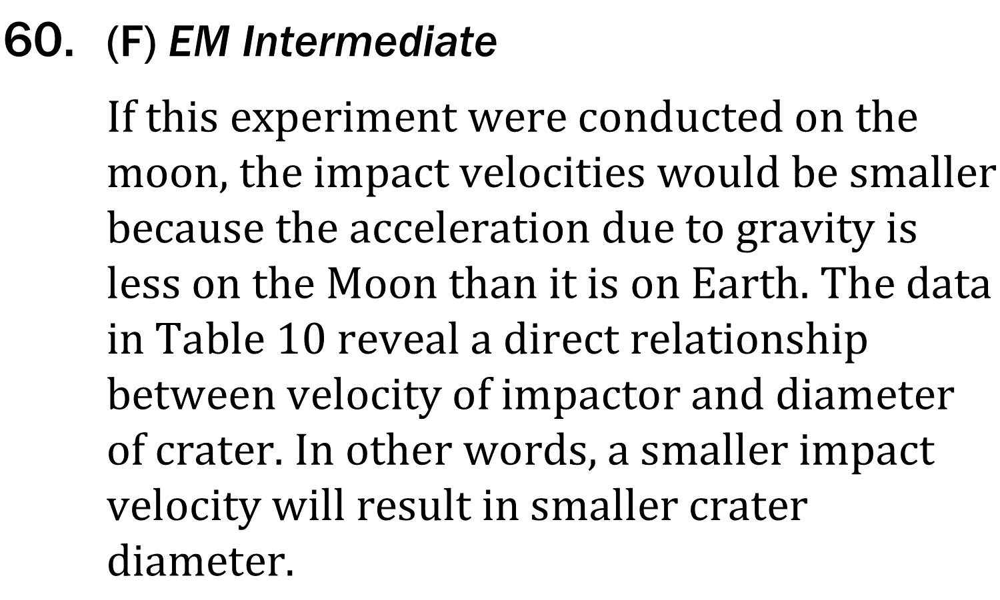 60. (F) EM Intermediate
If this experiment were conducted on the
moon, the impact velocities would be smaller
because the acceleration due to gravity is
less on the Moon than it is on Earth. The data
in Table 10 reveal a direct relationship
between velocity of impactor and diameter
of crater. In other words, a smaller impact
velocity will result in smaller crater
diameter.